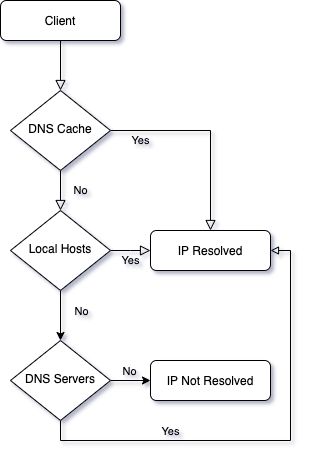 Client
DNS Cache
Yes
No
Local Hosts
Yes
IP Resolved
No
DNS Servers
No
IP Not Resolved
Yes